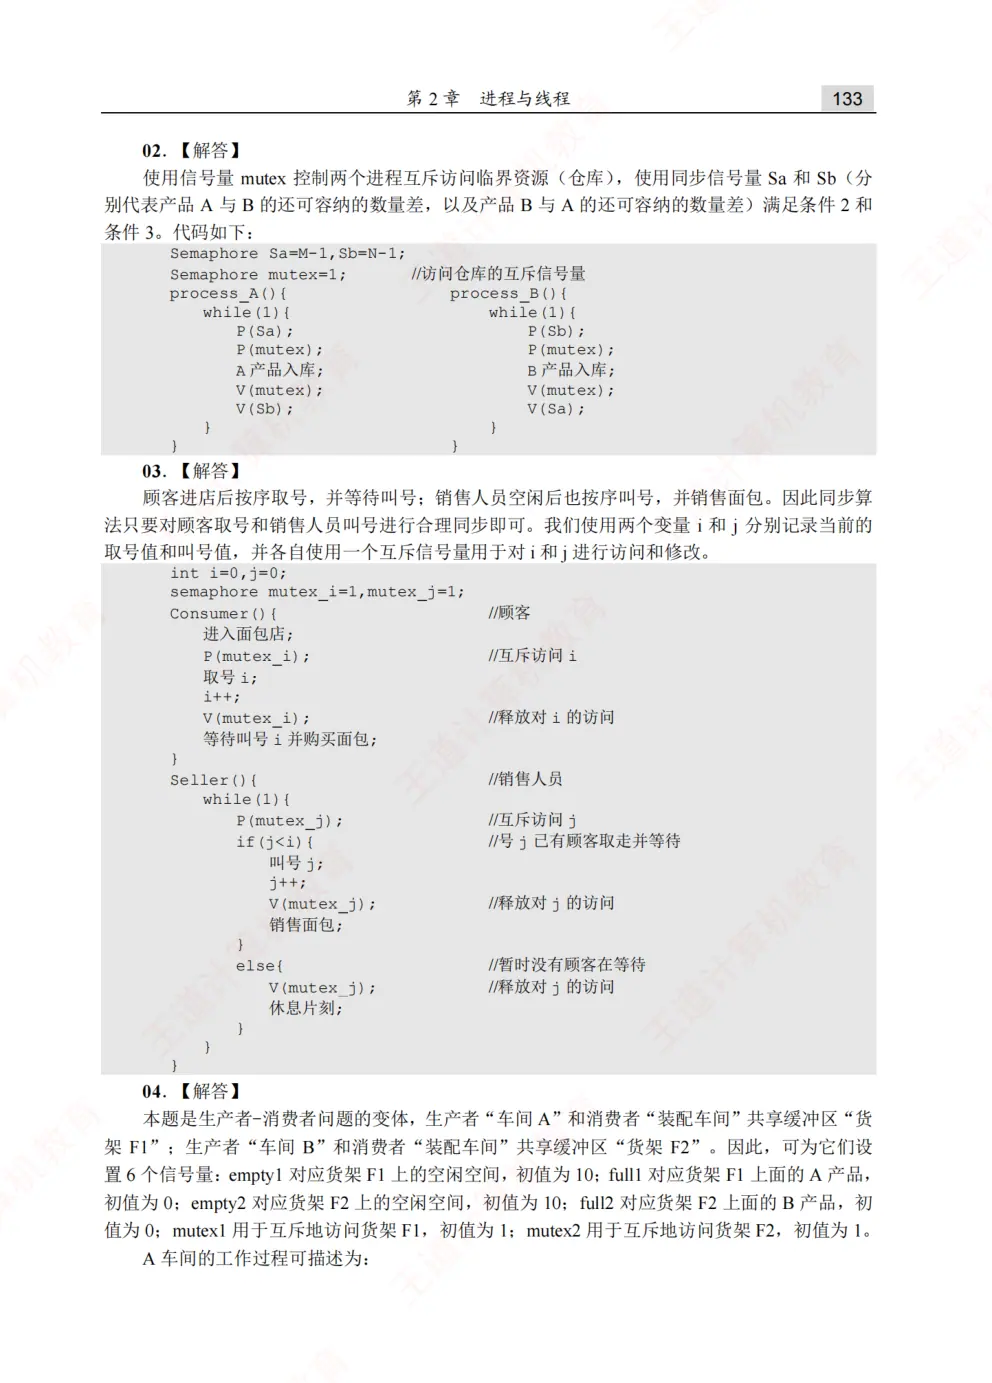 第 2 章　进程与线程　133
02.【解答】
使用信号量 mutex 控制两个进程互斥访问临界资源（仓库），使用同步信号量 Sa 和 Sb（分
别代表产品 A 与 B 的还可容纳的数量差，以及产品 B 与 A 的还可容纳的数量差）满足条件 2 和
条件 3。代码如下：
Semaphore Sa=M-1,Sb=N-1;
Semaphore mutex=1;　//访问仓库的互斥信号量
process_A(){　process_B(){
while(1){　while(1){
P(Sa);　P(Sb);
P(mutex);　P(mutex);
A 产品入库;　B 产品入库;
V(mutex);　V(mutex);
V(Sb);　V(Sa);
}　}
}　}
03.【解答】
顾客进店后按序取号，并等待叫号；销售人员空闲后也按序叫号，并销售面包。因此同步算
法只要对顾客取号和销售人员叫号进行合理同步即可。我们使用两个变量 i 和 j 分别记录当前的
取号值和叫号值，并各自使用一个互斥信号量用于对 i 和 j 进行访问和修改。
int i=0,j=0;
semaphore mutex_i=1,mutex_j=1;
Consumer(){　//顾客
进入面包店;
P(mutex_i);　//互斥访问 i
取号 i;
i++;
V(mutex_i);　//释放对 i 的访问
等待叫号 i 并购买面包;
}
Seller(){　//销售人员
while(1){
P(mutex_j);　//互斥访问 j
if(j<i){　//号 j 已有顾客取走并等待
叫号 j;
j++;
V(mutex_j);　//释放对 j 的访问
销售面包;
}
else{　//暂时没有顾客在等待
V(mutex_j);　//释放对 j 的访问
休息片刻;
}
}
}
04.【解答】
本题是生产者-消费者问题的变体，生产者“车间 A”和消费者“装配车间”共享缓冲区“货
架 F1”；生产者“车间 B”和消费者“装配车间”共享缓冲区“货架 F2”。因此，可为它们设
置 6 个信号量：empty1 对应货架 F1 上的空闲空间，初值为 10；full1 对应货架 F1 上面的 A 产品，
初值为 0；empty2 对应货架 F2 上的空闲空间，初值为 10；full2 对应货架 F2 上面的 B 产品，初
值为 0；mutex1 用于互斥地访问货架 F1，初值为 1；mutex2 用于互斥地访问货架 F2，初值为 1。
A 车间的工作过程可描述为：